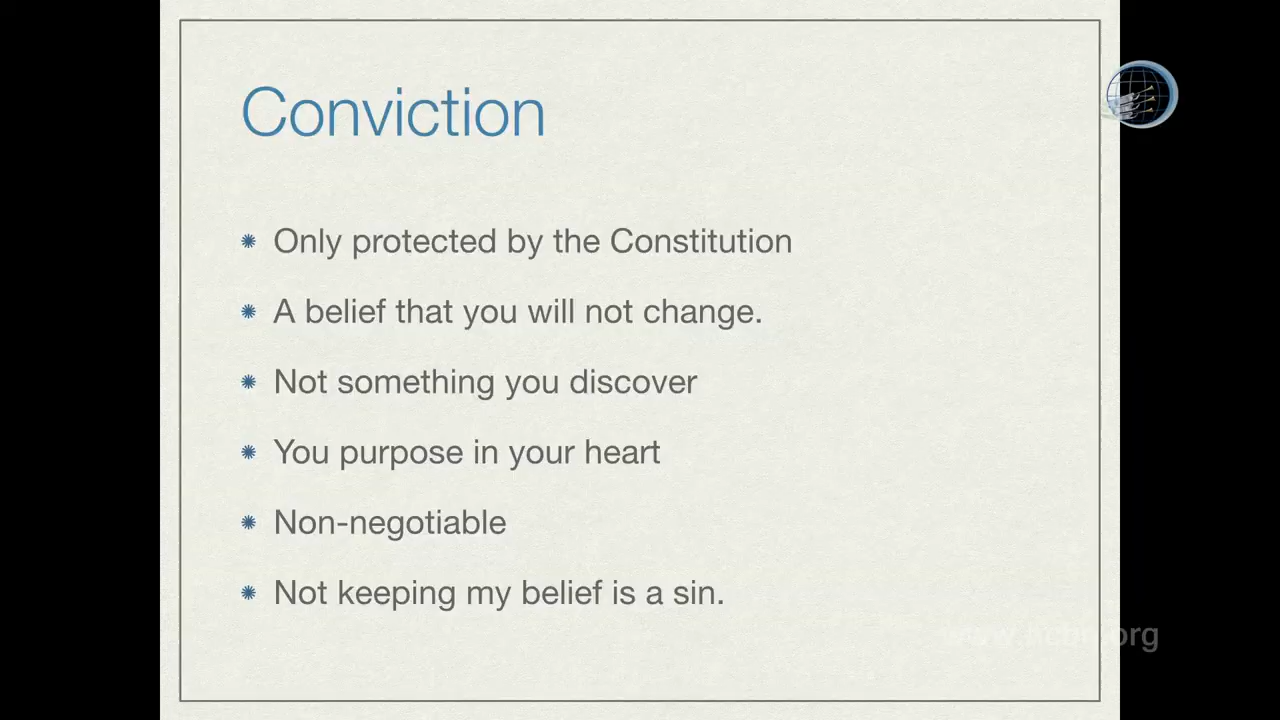 Conviction
Only protected by the Constitution
A belief that you will not change.
Not something you discover
You purpose in your heart
Non-negotiable
Not keeping my belief is a sin.